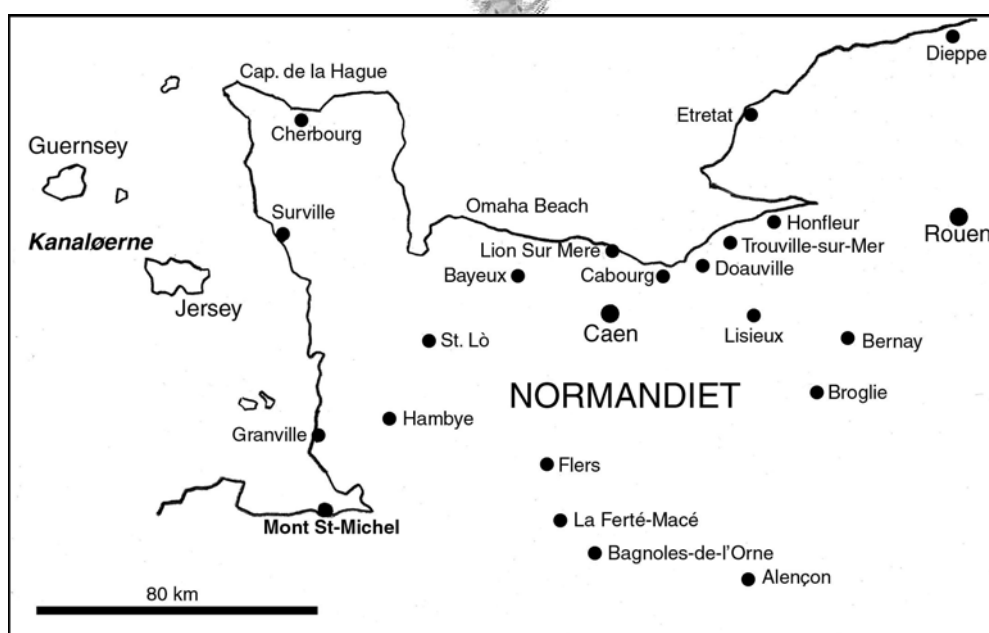 Dieppe
Cap. de la Hague
Etretat
Cherbourg
Guernsey
Surville
Omaha Beach
Honfleur
Rouen
Kanaløerne
Lion Sur Mere
Trouville-sur-Mer
Bayeux
Cabourg
Doauville
Jersey
Caen
Lisieux
St. Lò
Bernay
NORMANDIET
Broglie
Hambye
Granville
Flers
La Ferté-Macé
Mont St-Michel
Bagnoles-de-l’Orne
Alençon
80 km